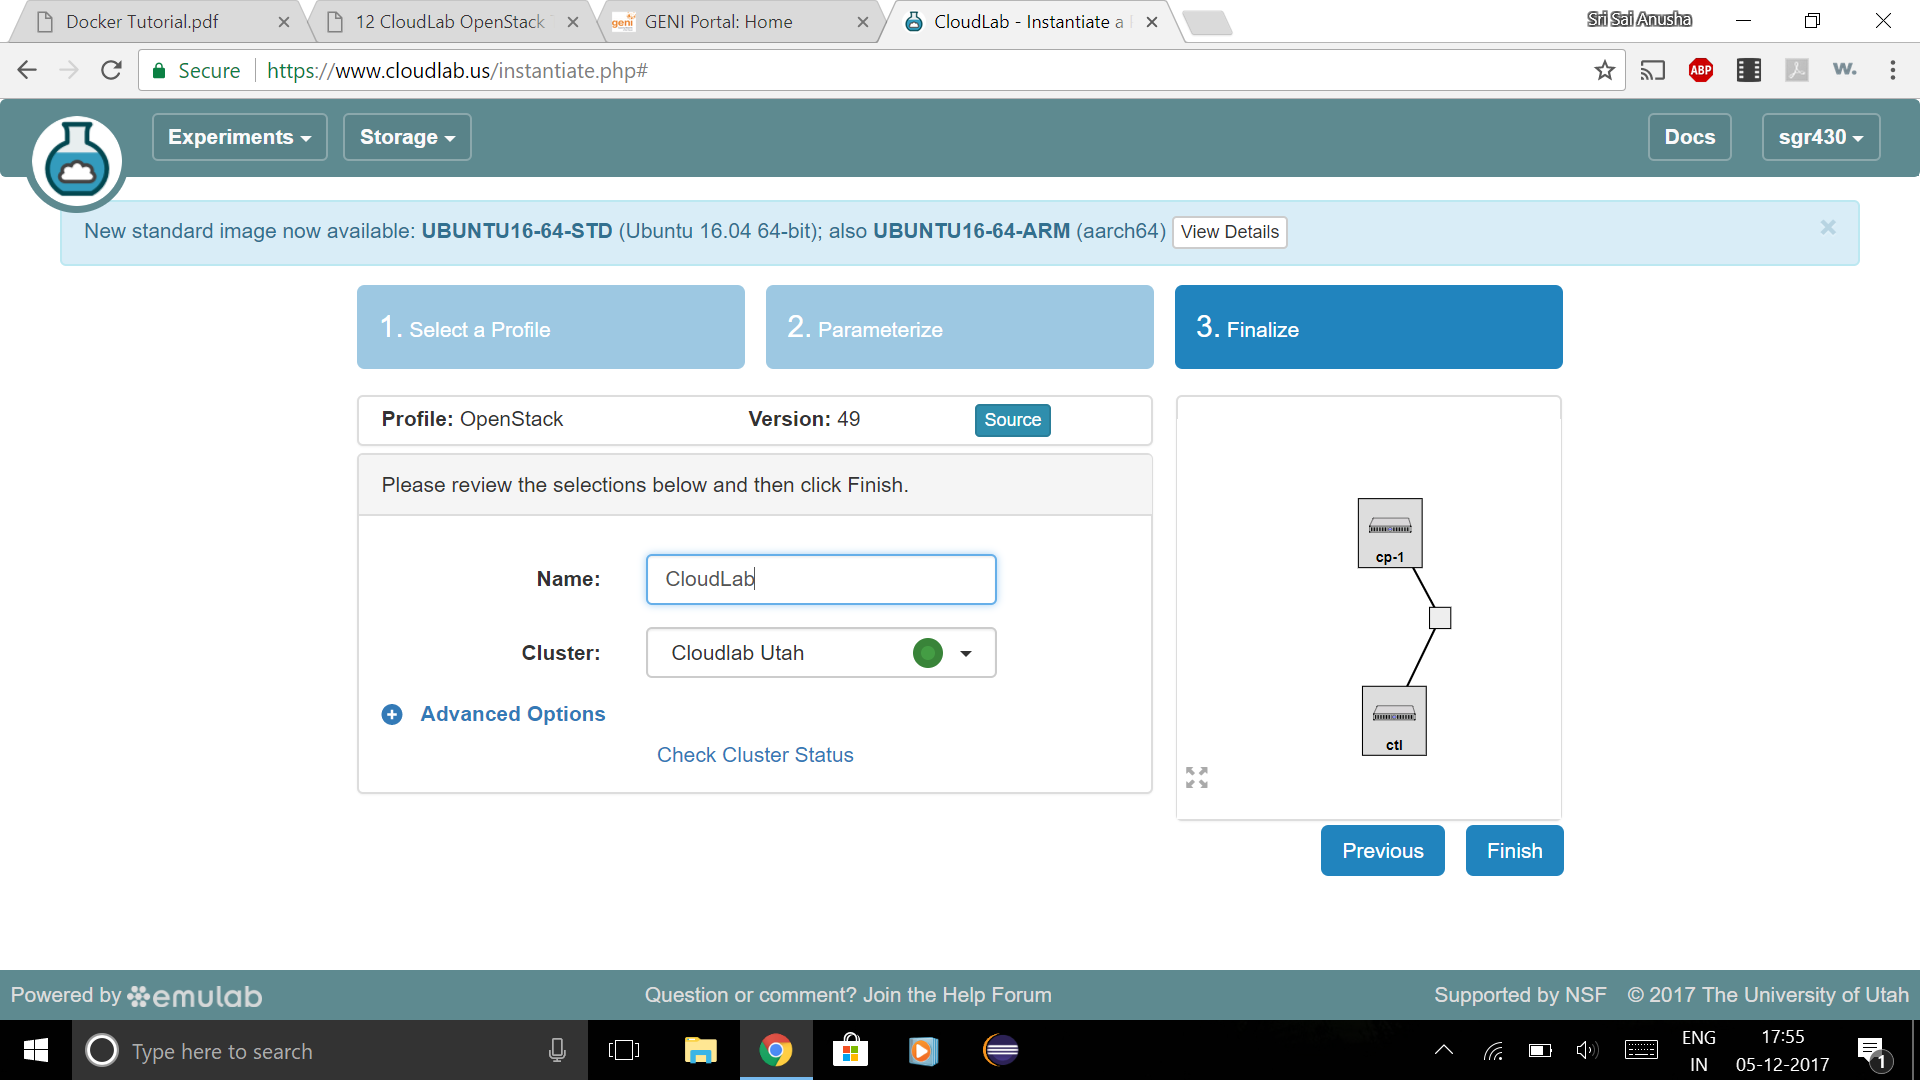 Docker Tutorial.pdf
12 CloudLab OpenStack
GENI Portal: Home
CloudLab - Instantiate a
Sri Sai Anusha
Secure
https://www.cloudlab.us/instantiate.php#
ABP
w.
Experiments
Storage
Docs
sgr430
New standard image now available: UBUNTU16-64-STD (Ubuntu 16.04 64-bit); also UBUNTU16-64-ARM (aarch64) View Details
1. Select a Profile
2. Parameterize
3. Finalize
Profile: OpenStack
Version: 49
Source
Please review the selections below and then click Finish.
Name:
CloudLab
Cluster:
Cloudlab Utah
Advanced Options
Check Cluster Status
cp-1
ctl
Previous
Finish
Powered by emulab
Question or comment? Join the Help Forum
Supported by NSF © 2017 The University of Utah
Type here to search
ENG
IN
17:55
05-12-2017
1